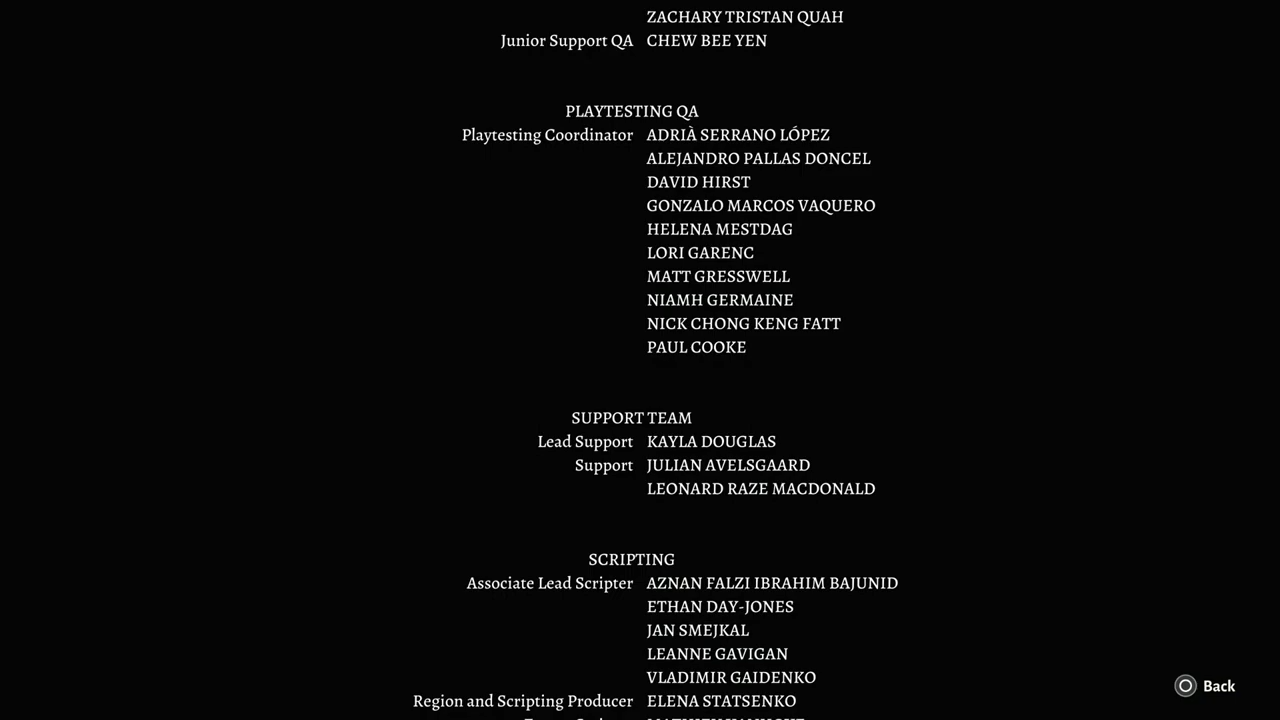 ZACHARY TRISTAN QUAH
Junior Support QA CHEW BEE YEN
PLAYTESTING QA
Playtesting Coordinator ADRIÀ SERRANO LÓPEZ
ALEJANDRO PALLAS DONCEL
DAVID HIRST
GONZALO MARCOS VAQUERO
HELENA MESTDAG
LORI GARENC
MATT GRESSWELL
NIAMH GERMAINE
NICK CHONG KENG FATT
PAUL COOKE
SUPPORT TEAM
Lead Support KAYLA DOUGLAS
Support JULIAN AVELSGAARD
LEONARD RAZE MACDONALD
SCRIPTING
Associate Lead Scripter AZNAN FALZI IBRAHIM BAJUNID
ETHAN DAY-JONES
JAN SMEJKAL
LEANNE GAVIGAN
VLADIMIR GAIDENKO
Region and Scripting Producer ELENA STATSENKO
Back